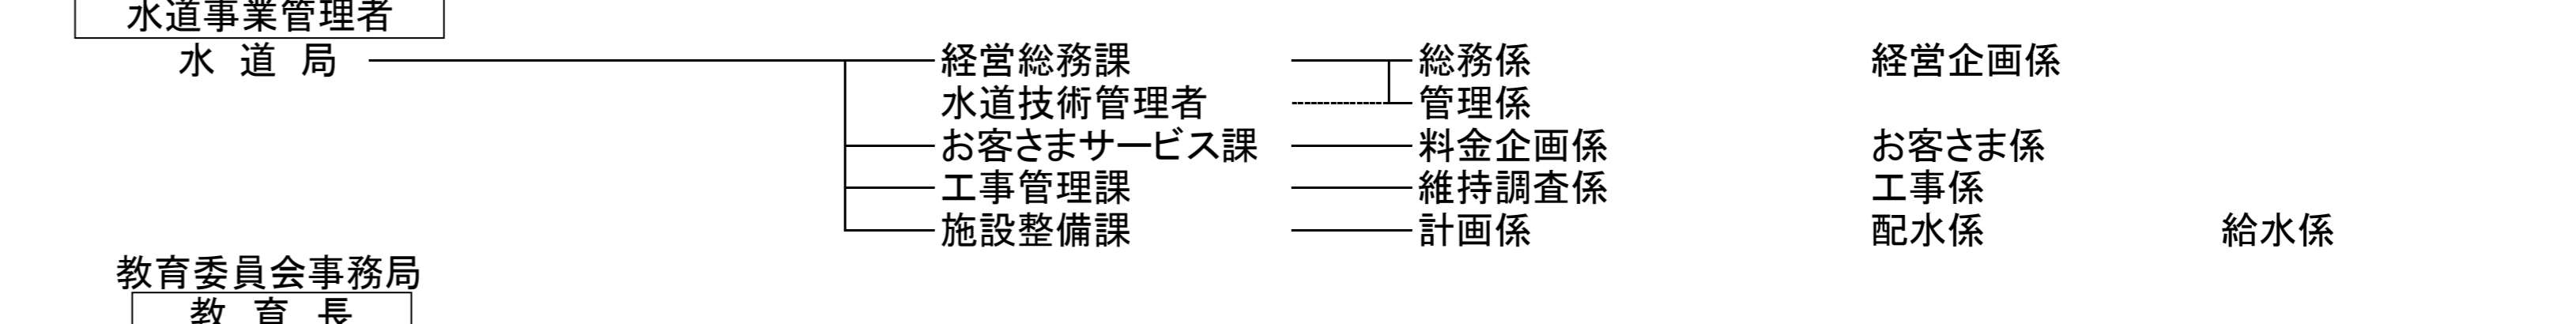 水道事業管理者
水 道 局 経営総務課 総務係 経営企画係
水道技術管理者 管理係
お客さまサービス課 料金企画係 お客さま係
工事管理課 維持調査係 工事係
施設整備課 計画係 配水係 給水係
教育委員会事務局
教 育 長